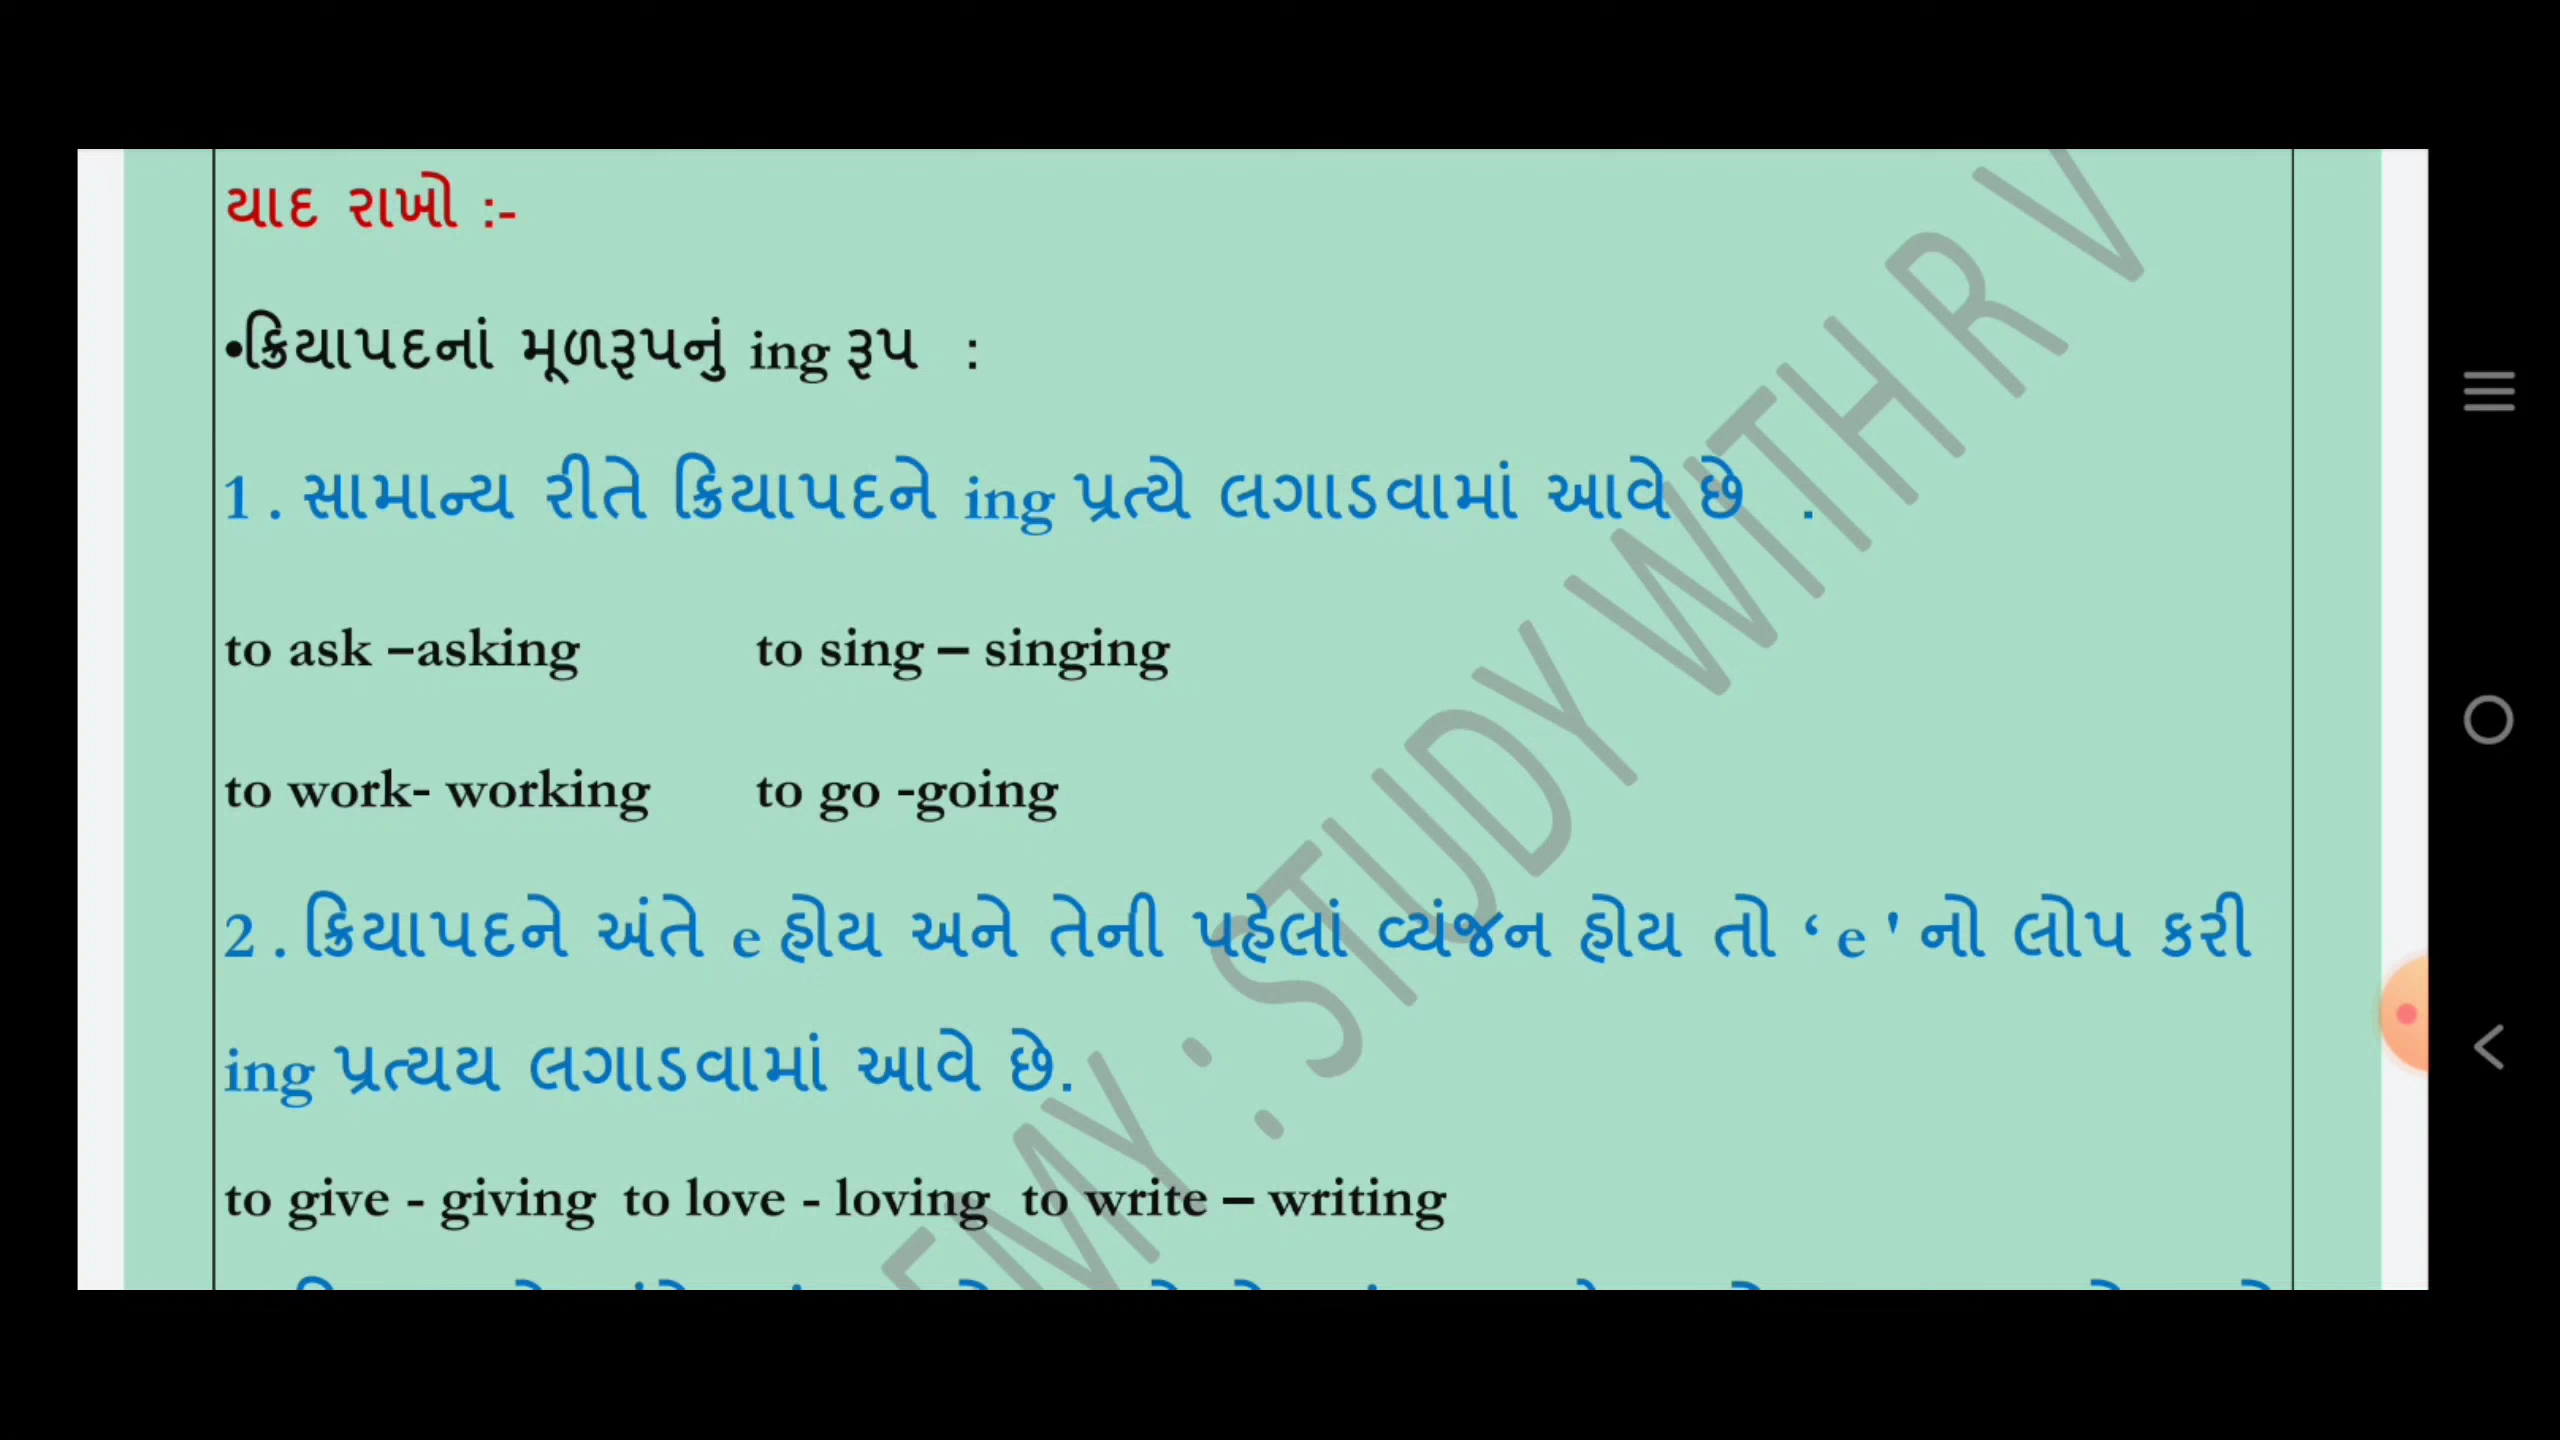 યાદ રાખો :-
•ક્રિયાપદનાં મૂળરૂપનું ing રૂપ :
1 . સામાન્ય રીતે ક્રિયાપદને ing પ્રત્યે લગાડવામાં આવે છે .
to ask –asking to sing – singing
to work- working to go -going
2 . ક્રિયાપદને અંતે e હોય અને તેની પહેલાં વ્યંજન હોય તો ‘ e ' નો લોપ કરી
ing પ્રત્યય લગાડવામાં આવે છે.
to give - giving to love - loving to write – writing
EMY : STUDY WITH R V